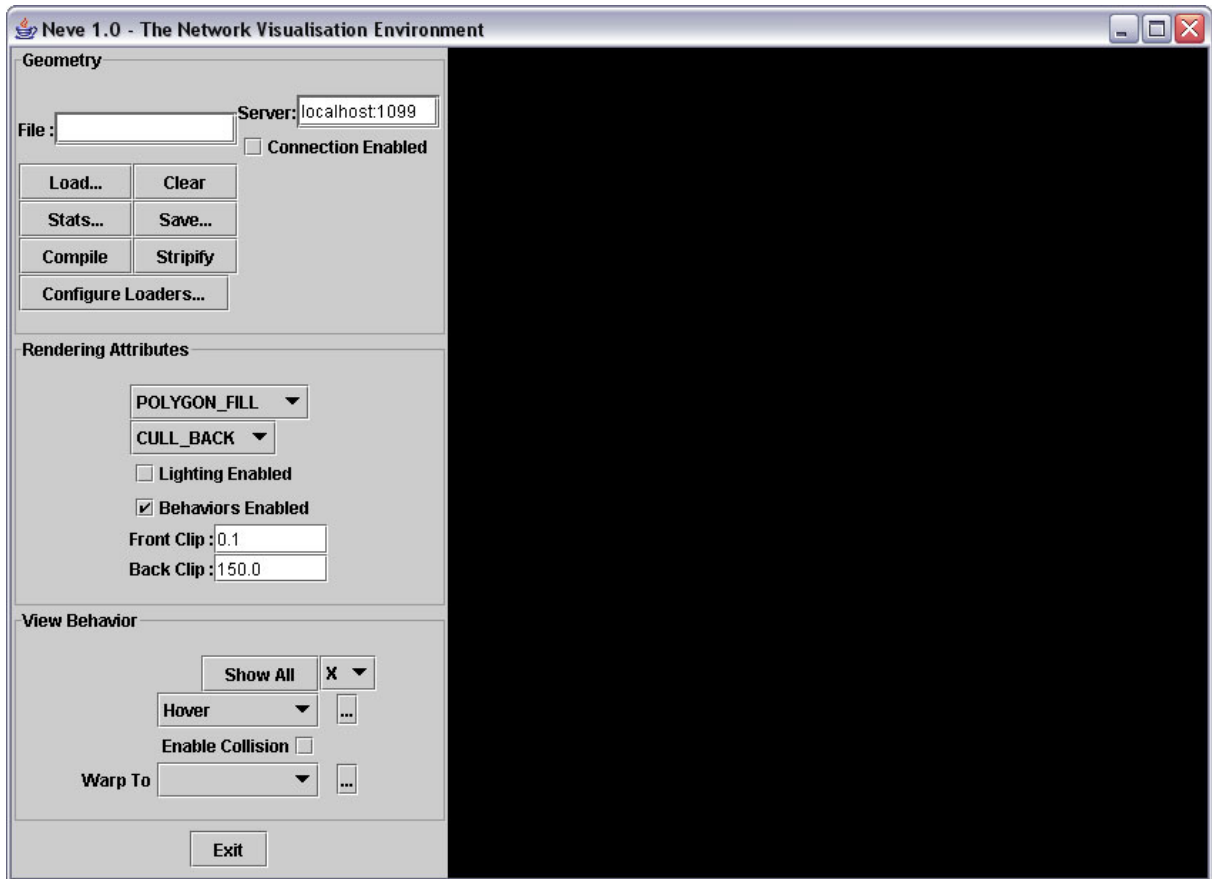 Neve 1.0 - The Network Visualisation Environment
Geometry
File :
Server: localhost:1099
Connection Enabled
Load... Clear
Stats... Save...
Compile Stripify
Configure Loaders...
Rendering Attributes
POLYGON_FILL
CULL_BACK
Lighting Enabled
Behaviors Enabled
Front Clip : 0.1
Back Clip : 150.0
View Behavior
Show All X
Hover ...
Enable Collision
Warp To ...
Exit